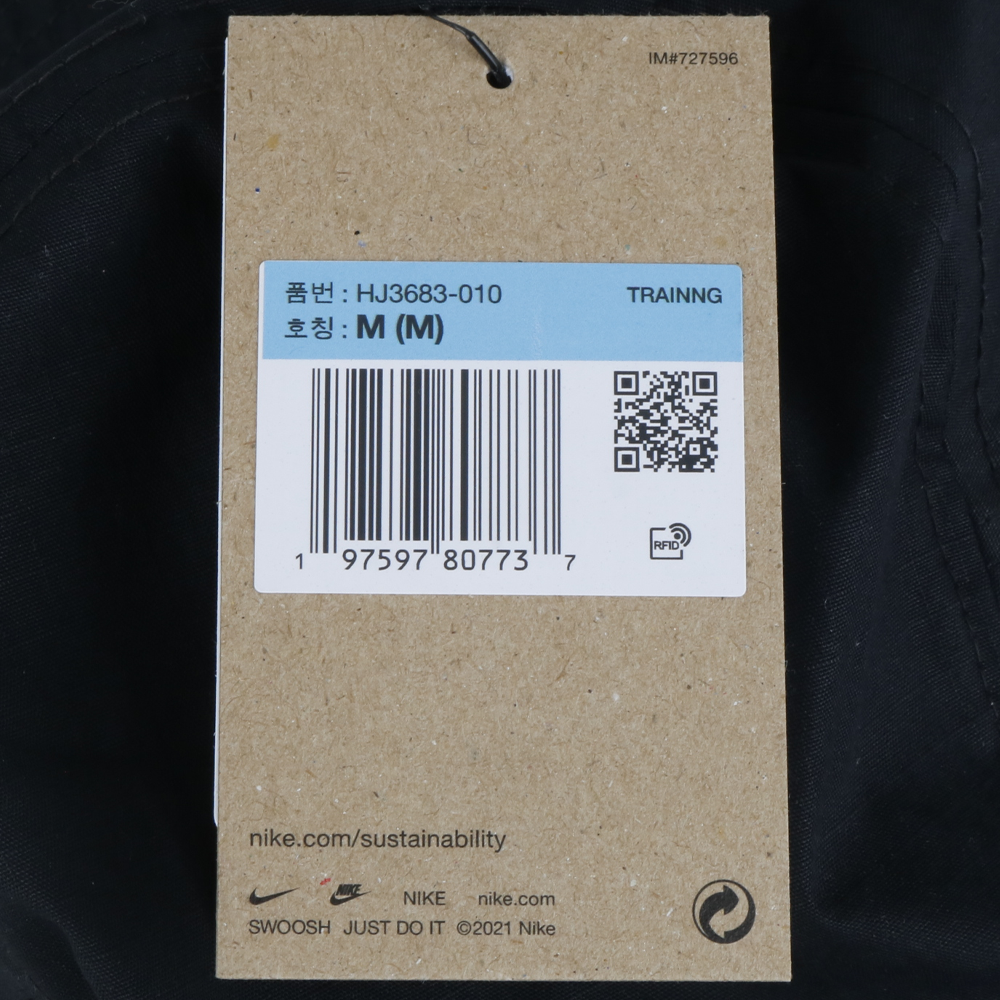 IM#727596
품번 : HJ3683-010
TRAINNG
호칭 : M (M)
1 97597 80773 7
RFID
nike.com/sustainability
NIKE NIKE nike.com
SWOOSH JUST DO IT ©2021 Nike